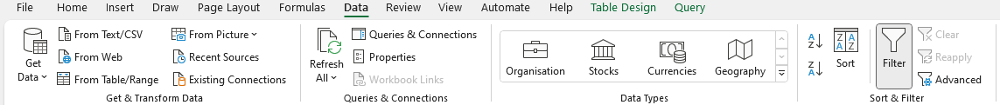 File Home Insert Draw Page Layout Formulas Data Review View Automate Help Table Design Query
Get Data
From Text/CSV
From Web
From Table/Range
From Picture
Recent Sources
Existing Connections
Get & Transform Data
Refresh All
Queries & Connections
Properties
Workbook Links
Queries & Connections
Organisation
Stocks
Currencies
Geography
Data Types
A
Z
Z
A
Z A
A Z
Sort
Filter
Clear
Reapply
Advanced
Sort & Filter